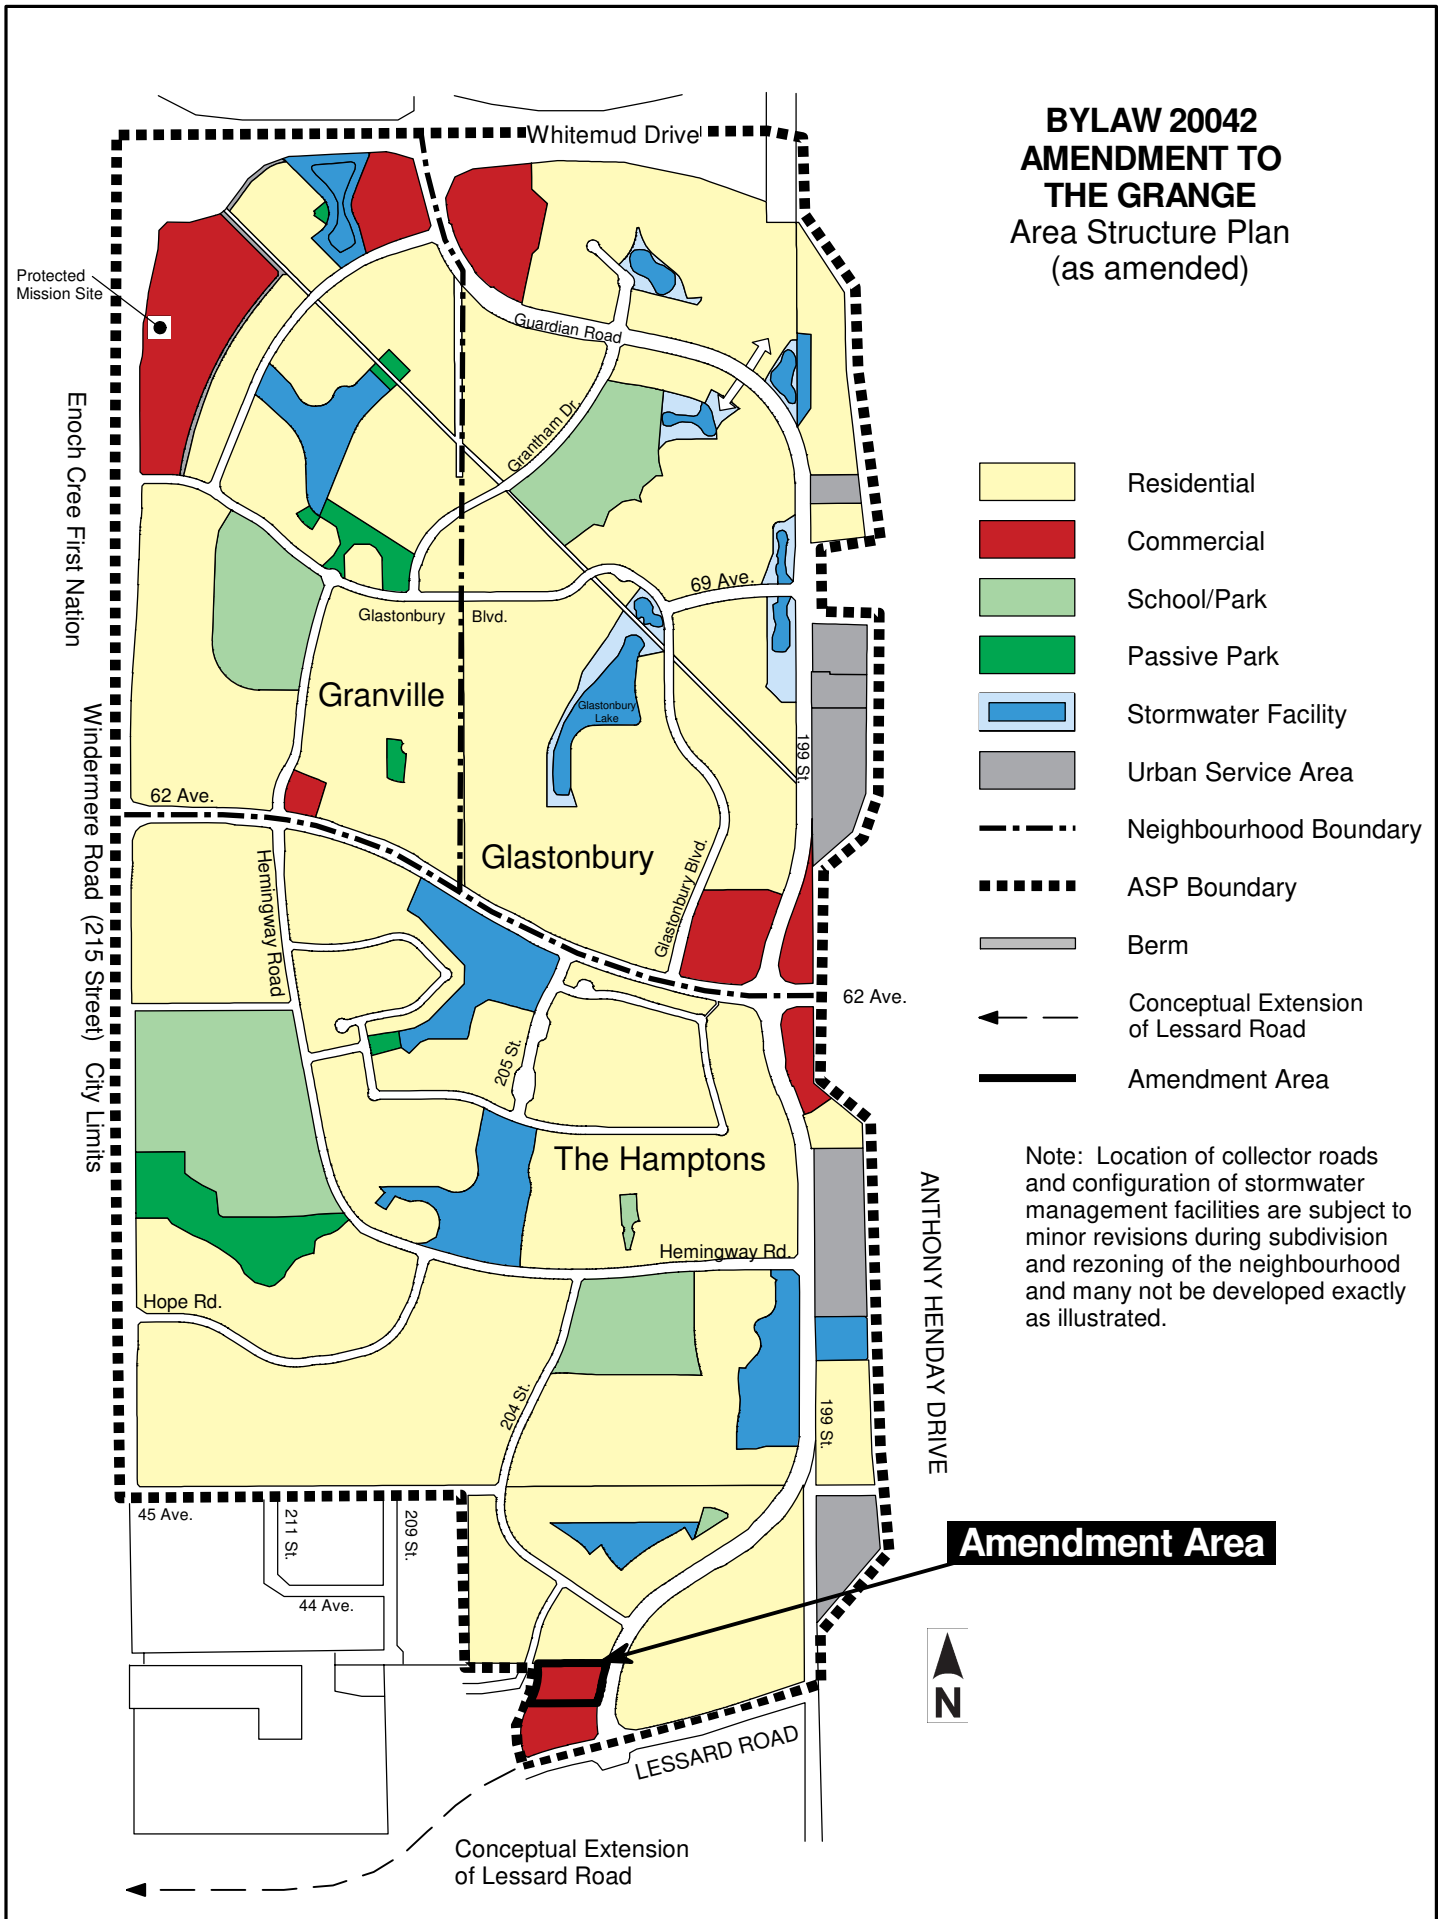 BYLAW 20042
AMENDMENT TO
THE GRANGE
Area Structure Plan
(as amended)
Whitemud Drive
Protected
Mission Site
Guardian Road
Grantham Dr.
Enoch Cree First Nation
Residential
Commercial
School/Park
Passive Park
Stormwater Facility
Urban Service Area
Neighbourhood Boundary
ASP Boundary
Berm
Conceptual Extension
of Lessard Road
Amendment Area
69 Ave.
Glastonbury Blvd.
Granville
Glastonbury
Lake
199 St.
62 Ave.
Windermere Road (215 Street) City Limits
Glastonbury
Glastonbury Blvd.
Hemingway Road
62 Ave.
205 St.
The Hamptons
Hemingway Rd.
Hope Rd.
ANTHONY HENDAY DRIVE
Note: Location of collector roads
and configuration of stormwater
management facilities are subject to
minor revisions during subdivision
and rezoning of the neighbourhood
and many not be developed exactly
as illustrated.
204 St.
199 St.
45 Ave.
211 St.
209 St.
44 Ave.
Amendment Area
N
LESSARD ROAD
Conceptual Extension
of Lessard Road